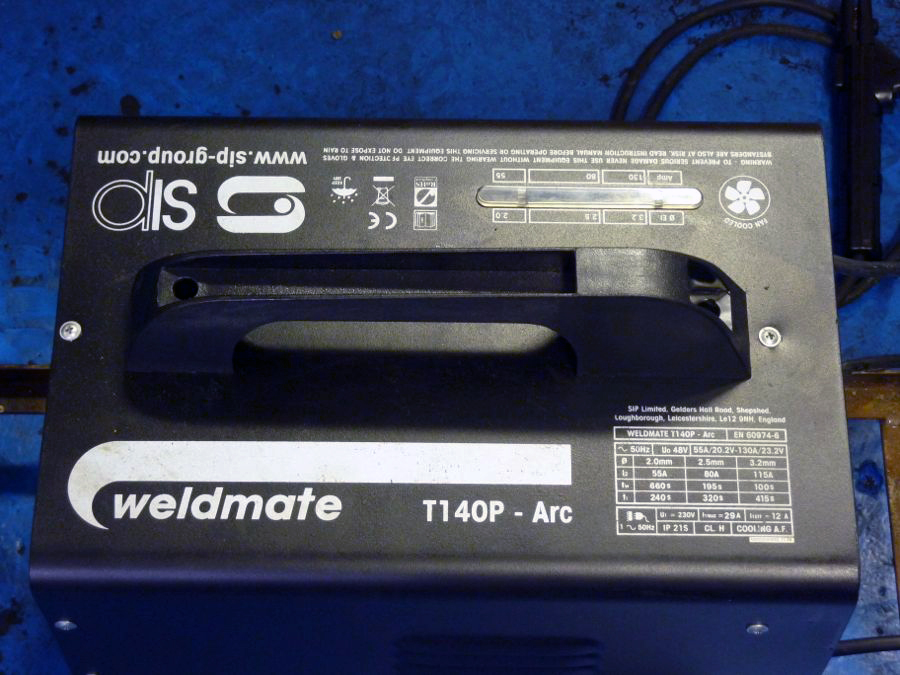 FAN COOLED
Ø El. 3.2 2.5 2.0
Amp 130 80 55
CE
RoHS
sip
www.sip-group.com
WARNING - TO PREVENT SERIOUS DAMAGE NEVER USE THIS EQUIPMENT WITHOUT WEARING THE CORRECT EYE PROTECTION & GLOVES
BYSTANDERS ARE ALSO AT RISK. READ INSTRUCTION MANUAL BEFORE OPERATING OR SERVICING THIS EQUIPMENT. DO NOT EXPOSE TO RAIN
weldmate
T140P - Arc
SIP Limited, Gelders Hall Road, Shepshed,
Loughborough, Leicestershire, Le12 9NH, England
WELDMATE T140P - Arc EN 60974-6
50Hz U₀ 48V 55A/20.2V-130A/23.2V
Ø 2.0mm 2.5mm 3.2mm
I₂ 55A 80A 115A
tw 660s 195s 100s
tr 240s 320s 415s
U₁ = 230V I₁max = 29A I₁eff = 12A
1 ~ 50Hz IP 21S CL. H COOLING A.F.